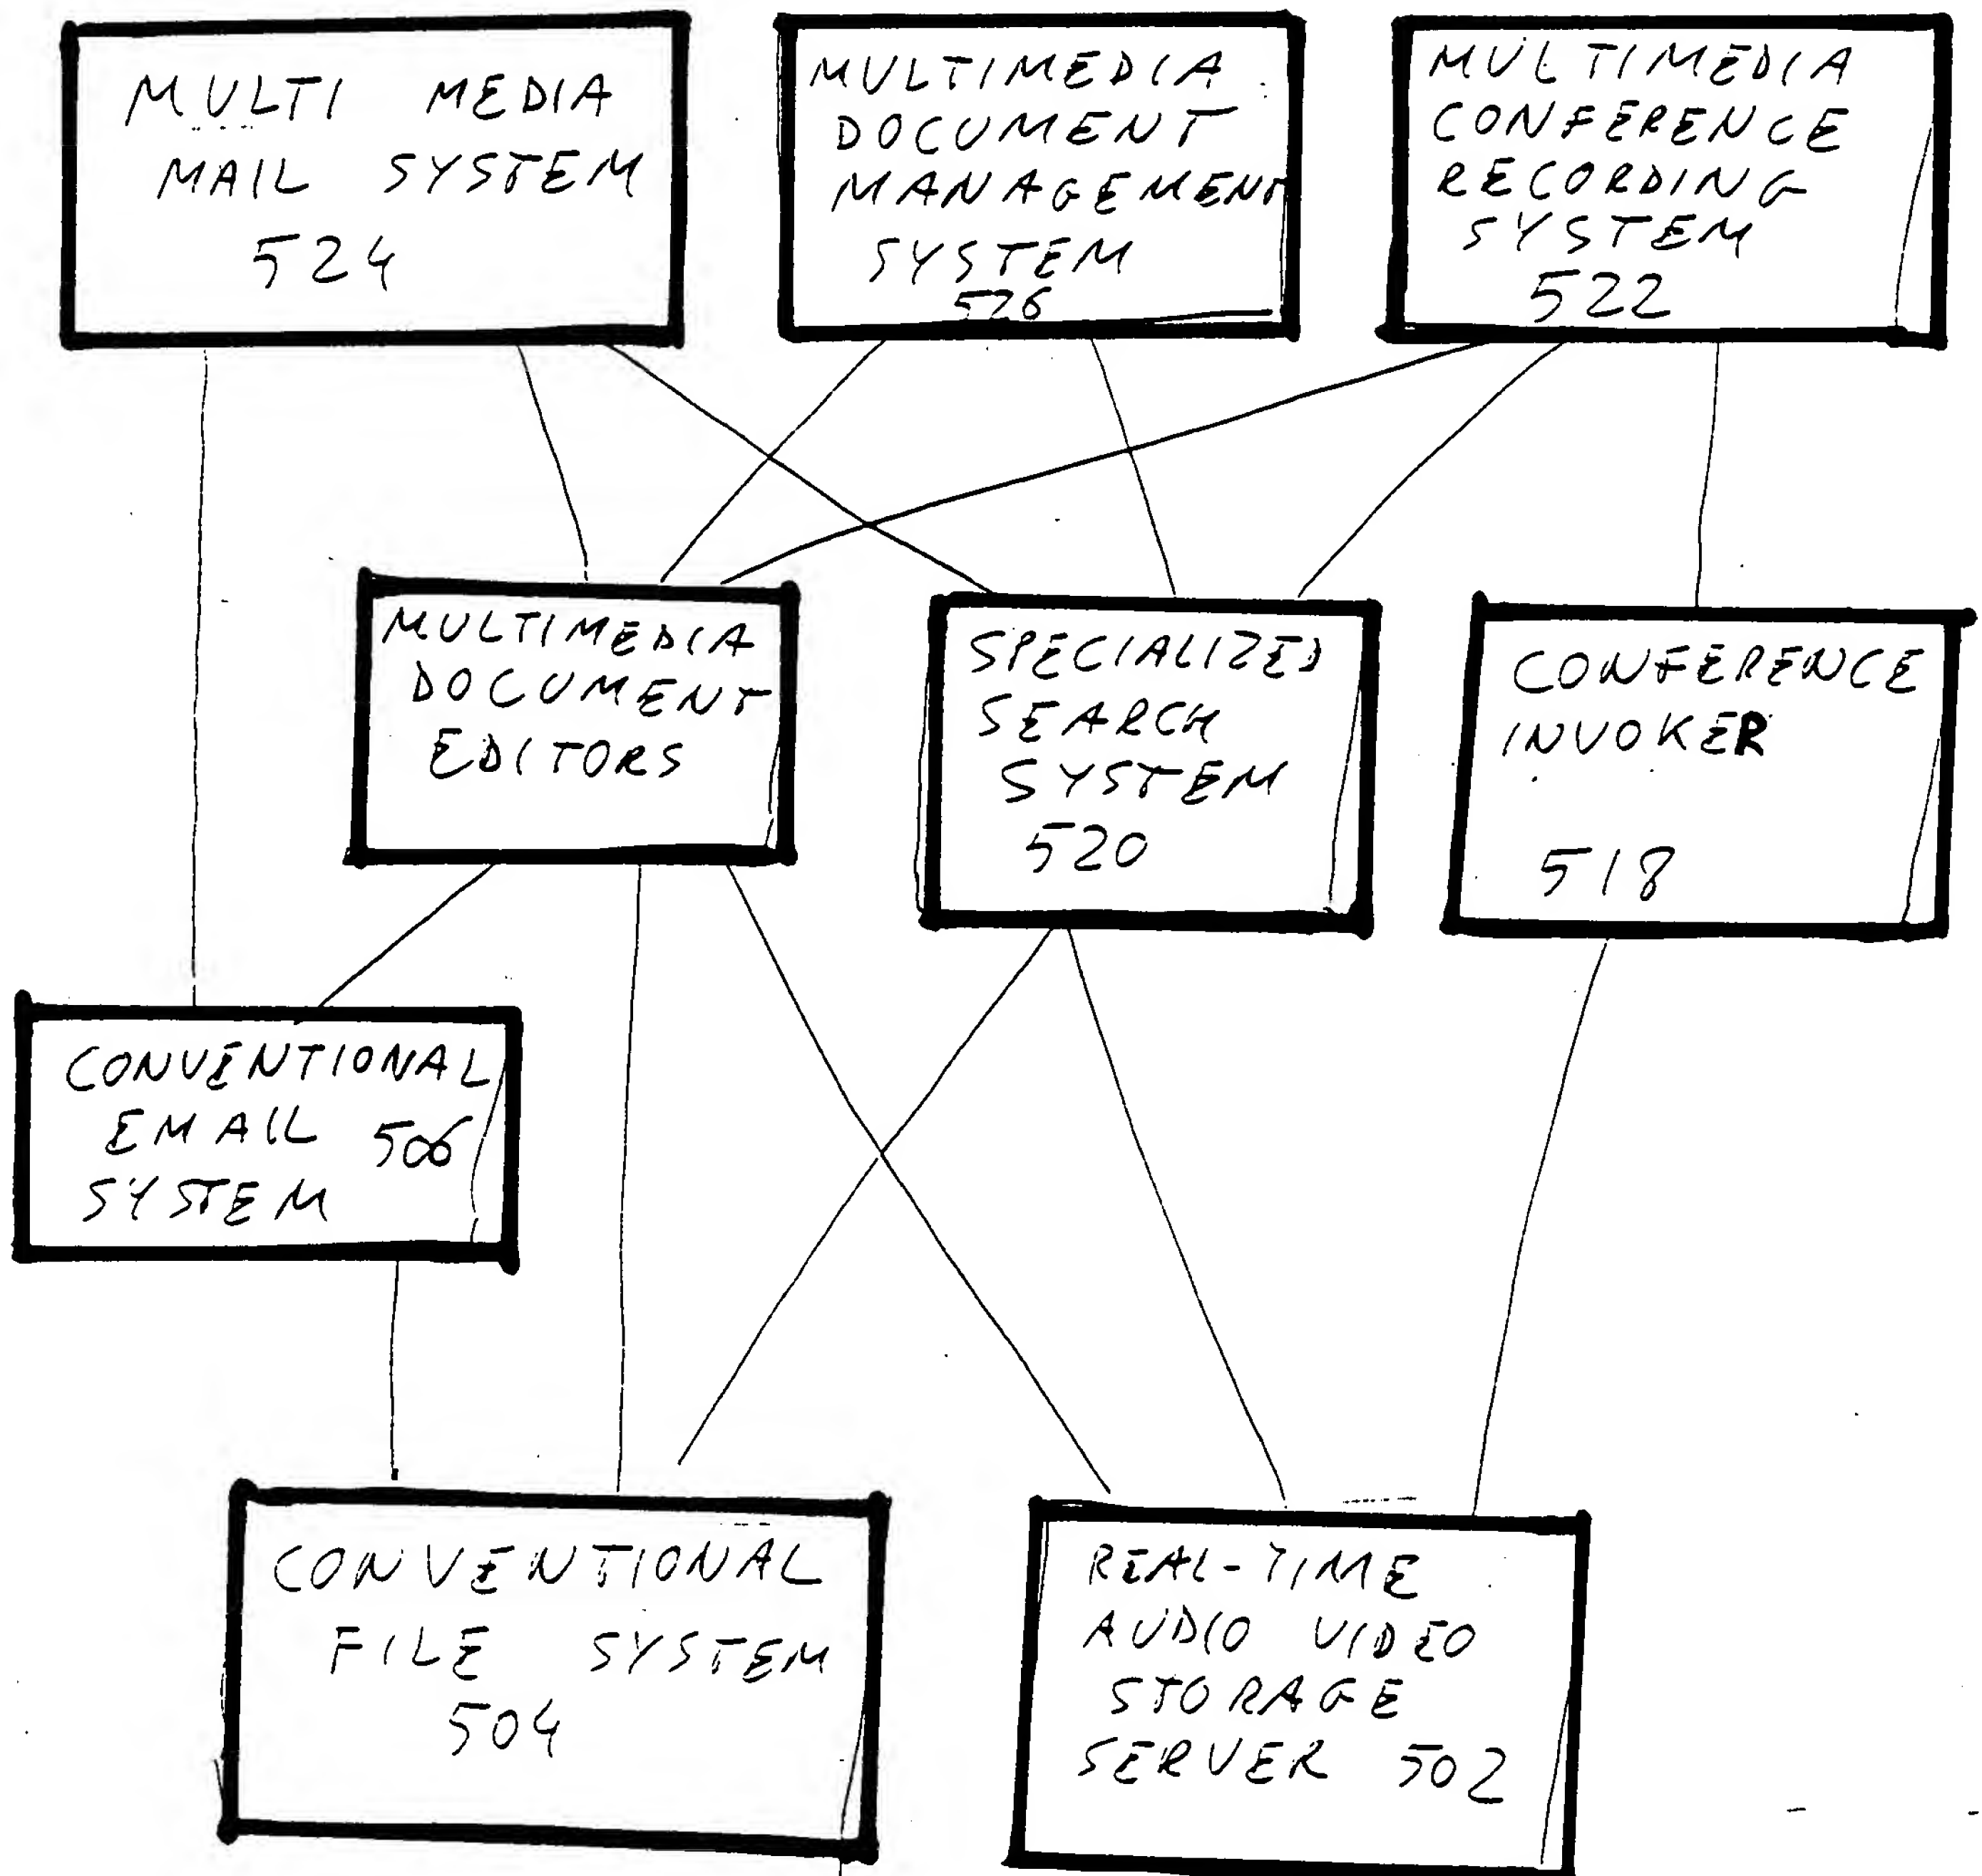 MULTI MEDIA
MAIL SYSTEM
524
MULTIMEDIA
DOCUMENT
MANAGEMENT
SYSTEM
526
MULTIMEDIA
CONFERENCE
RECORDING
SYSTEM
522
MULTIMEDIA
DOCUMENT
EDITORS
SPECIALIZED
SEARCH
SYSTEM
520
CONFERENCE
INVOKER
518
CONVENTIONAL
EMAIL 506
SYSTEM
CONVENTIONAL
FILE SYSTEM
504
REAL-TIME
AUDIO VIDEO
STORAGE
SERVER 502